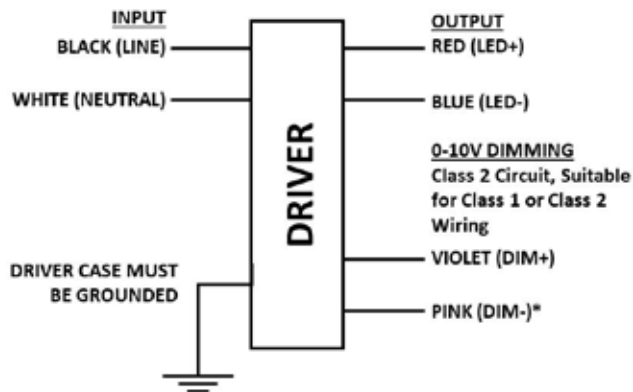 INPUT
BLACK (LINE)
WHITE (NEUTRAL)
DRIVER CASE MUST
BE GROUNDED
DRIVER
OUTPUT
RED (LED+)
BLUE (LED-)
0-10V DIMMING
Class 2 Circuit, Suitable
for Class 1 or Class 2
Wiring
VIOLET (DIM+)
PINK (DIM-)*